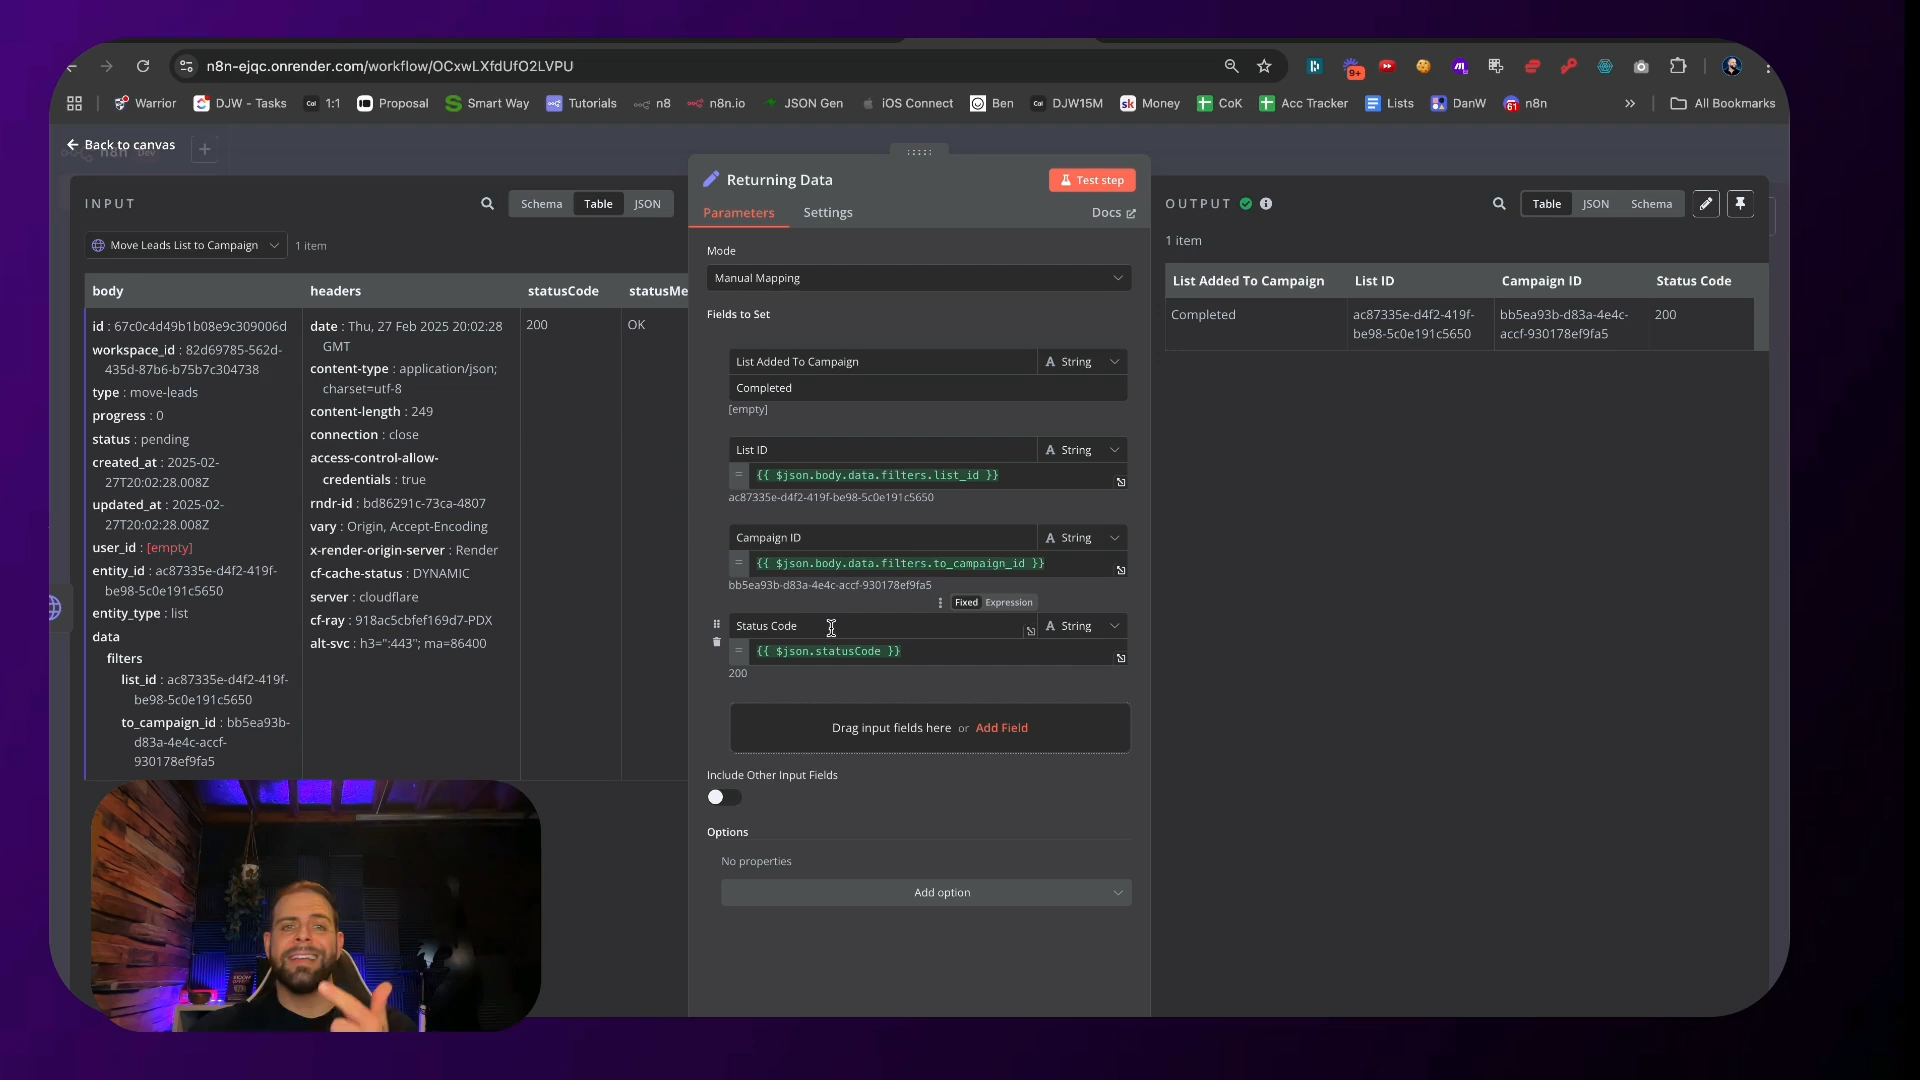 n8n-ejqc.onrender.com/workflow/OCxwLXfdUfO2LVPU
9+
Warrior
DJW - Tasks
Cal 1:1
Proposal
Smart Way
Tutorials
n8
n8n.io
JSON Gen
iOS Connect
Ben
Cal DJW15M
sk Money
CoK
Acc Tracker
Lists
DanW
61 n8n
»
All Bookmarks
Back to canvas
INPUT
Schema
Table
JSON
Move Leads List to Campaign
1 item
body
headers
statusCode
statusMe
id : 67c0c4d49b1b08e9c309006d
workspace_id : 82d69785-562d-
435d-87b6-b75b7c304738
type : move-leads
progress : 0
status : pending
created_at : 2025-02-
27T20:02:28.008Z
updated_at : 2025-02-
27T20:02:28.008Z
user_id : [empty]
entity_id : ac87335e-d4f2-419f-
be98-5c0e191c5650
entity_type : list
data
filters
list_id : ac87335e-d4f2-419f-
be98-5c0e191c5650
to_campaign_id : bb5ea93b-
d83a-4e4c-accf-
930178ef9fa5
date : Thu, 27 Feb 2025 20:02:28
GMT
content-type : application/json;
charset=utf-8
content-length : 249
connection : close
access-control-allow-
credentials : true
rndr-id : bd86291c-73ca-4807
vary : Origin, Accept-Encoding
x-render-origin-server : Render
cf-cache-status : DYNAMIC
server : cloudflare
cf-ray : 918ac5cbfef169d7-PDX
alt-svc : h3=":443"; ma=86400
200
OK
Returning Data
Test step
Parameters
Settings
Docs
Mode
Manual Mapping
Fields to Set
List Added To Campaign
A String
Completed
[empty]
List ID
A String
= {{ $json.body.data.filters.list_id }}
ac87335e-d4f2-419f-be98-5c0e191c5650
Campaign ID
A String
= {{ $json.body.data.filters.to_campaign_id }}
bb5ea93b-d83a-4e4c-accf-930178ef9fa5
Fixed
Expression
Status Code
A String
= {{ $json.statusCode }}
200
Drag input fields here or Add Field
Include Other Input Fields
Options
No properties
Add option
OUTPUT
Table
JSON
Schema
1 item
List Added To Campaign
List ID
Campaign ID
Status Code
Completed
ac87335e-d4f2-419f-
be98-5c0e191c5650
bb5ea93b-d83a-4e4c-
accf-930178ef9fa5
200